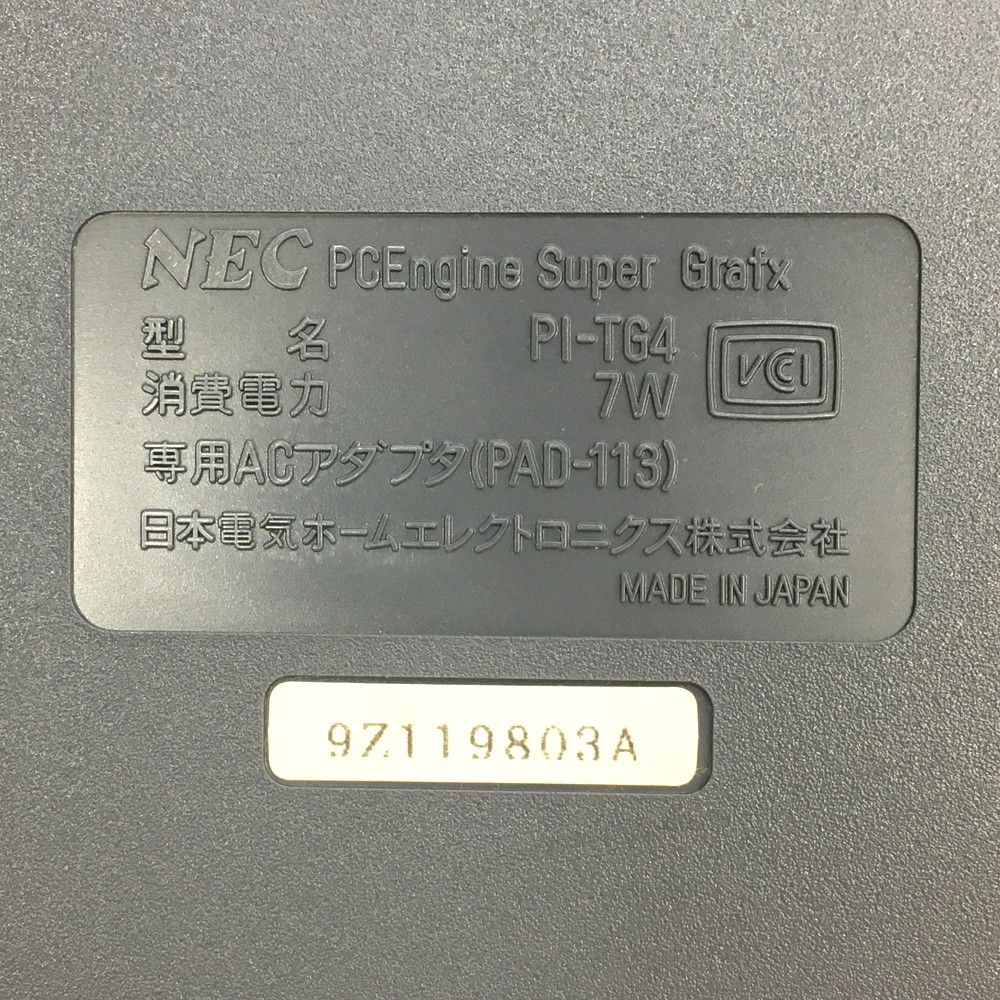 NEC PCEngine Super Grafx
型名 PI-TG4
VCCI
消費電力 7W
専用ACアダプタ(PAD-113)
日本電気ホームエレクトロニクス株式会社
MADE IN JAPAN
9Z119803A